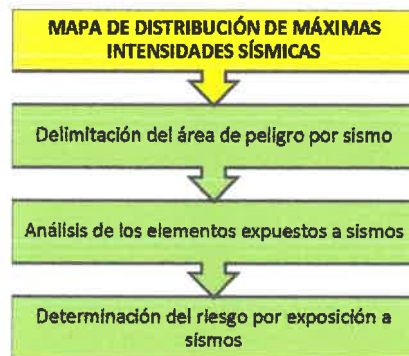 MAPA DE DISTRIBUCIÓN DE MÁXIMAS
INTENSIDADES SÍSMICAS
Delimitación del área de peligro por sismo
Análisis de los elementos expuestos a sismos
Determinación del riesgo por exposición a
sismos